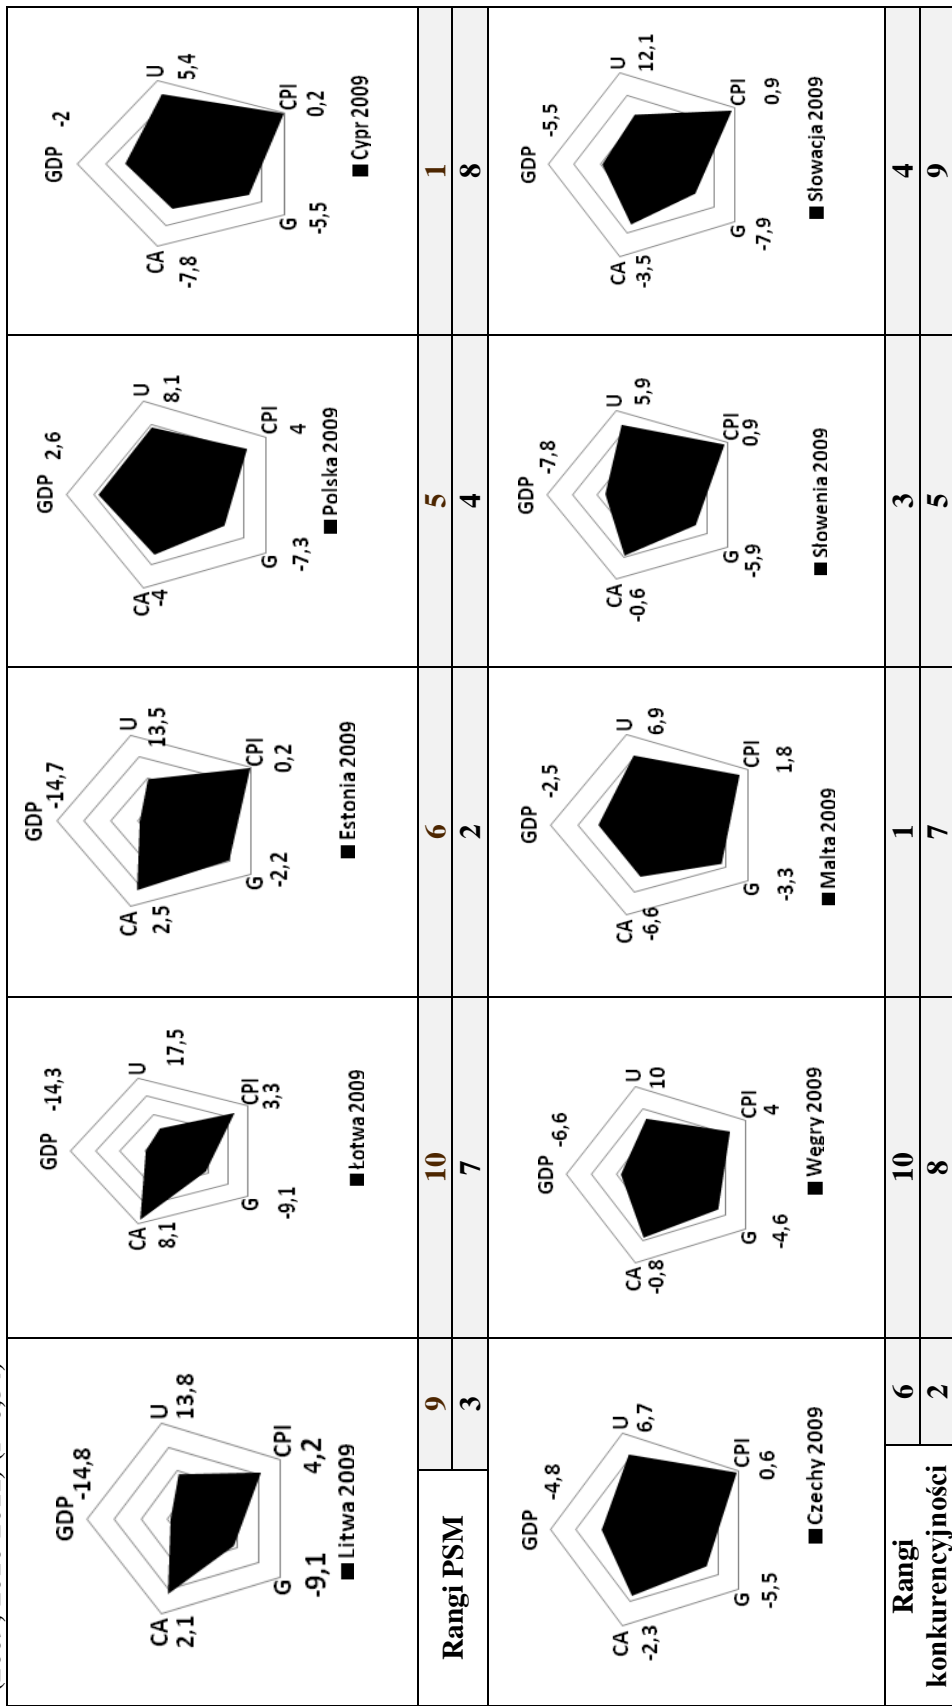 GDP -14,8
U 13,8
CPI 4,2
G -9,1
CA 2,1
Litwa 2009
GDP -14,3
U 17,5
CPI 3,3
G -9,1
CA 8,1
Łotwa 2009
GDP -14,7
U 13,5
CPI 0,2
G -2,2
CA 2,5
Estonia 2009
GDP 2,6
U 8,1
CPI 4
G -7,3
CA -4
Polska 2009
GDP -2
U 5,4
CPI 0,2
G -5,5
CA -7,8
Cypr 2009
Rangi PSM
9 10 6 5 1
3 7 2 4 8
GDP -4,8
U 6,7
CPI 0,6
G -5,5
CA -2,3
Czechy 2009
GDP -6,6
U 10
CPI 4
G -4,6
CA -0,8
Węgry 2009
GDP -2,5
U 6,9
CPI 1,8
G -3,3
CA -6,6
Malta 2009
GDP -7,8
U 5,9
CPI 0,9
G -5,9
CA -0,6
Słowenia 2009
GDP -5,5
U 12,1
CPI 0,9
G -7,9
CA -3,5
Słowacja 2009
Rangi
konkurencyjności
6 10 1 3 4
2 8 7 5 9